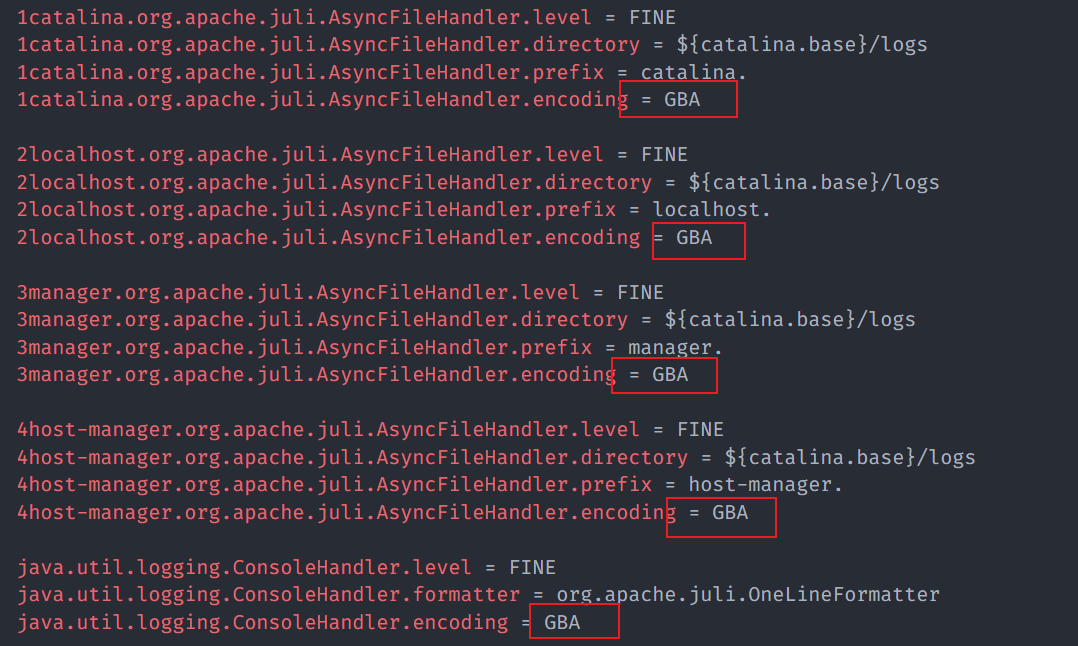 1catalina.org.apache.juli.AsyncFileHandler.level = FINE
1catalina.org.apache.juli.AsyncFileHandler.directory = ${catalina.base}/logs
1catalina.org.apache.juli.AsyncFileHandler.prefix = catalina.
1catalina.org.apache.juli.AsyncFileHandler.encoding = GBA
2localhost.org.apache.juli.AsyncFileHandler.level = FINE
2localhost.org.apache.juli.AsyncFileHandler.directory = ${catalina.base}/logs
2localhost.org.apache.juli.AsyncFileHandler.prefix = localhost.
2localhost.org.apache.juli.AsyncFileHandler.encoding = GBA
3manager.org.apache.juli.AsyncFileHandler.level = FINE
3manager.org.apache.juli.AsyncFileHandler.directory = ${catalina.base}/logs
3manager.org.apache.juli.AsyncFileHandler.prefix = manager.
3manager.org.apache.juli.AsyncFileHandler.encoding = GBA
4host-manager.org.apache.juli.AsyncFileHandler.level = FINE
4host-manager.org.apache.juli.AsyncFileHandler.directory = ${catalina.base}/logs
4host-manager.org.apache.juli.AsyncFileHandler.prefix = host-manager.
4host-manager.org.apache.juli.AsyncFileHandler.encoding = GBA
java.util.logging.ConsoleHandler.level = FINE
java.util.logging.ConsoleHandler.formatter = org.apache.juli.OneLineFormatter
java.util.logging.ConsoleHandler.encoding = GBA